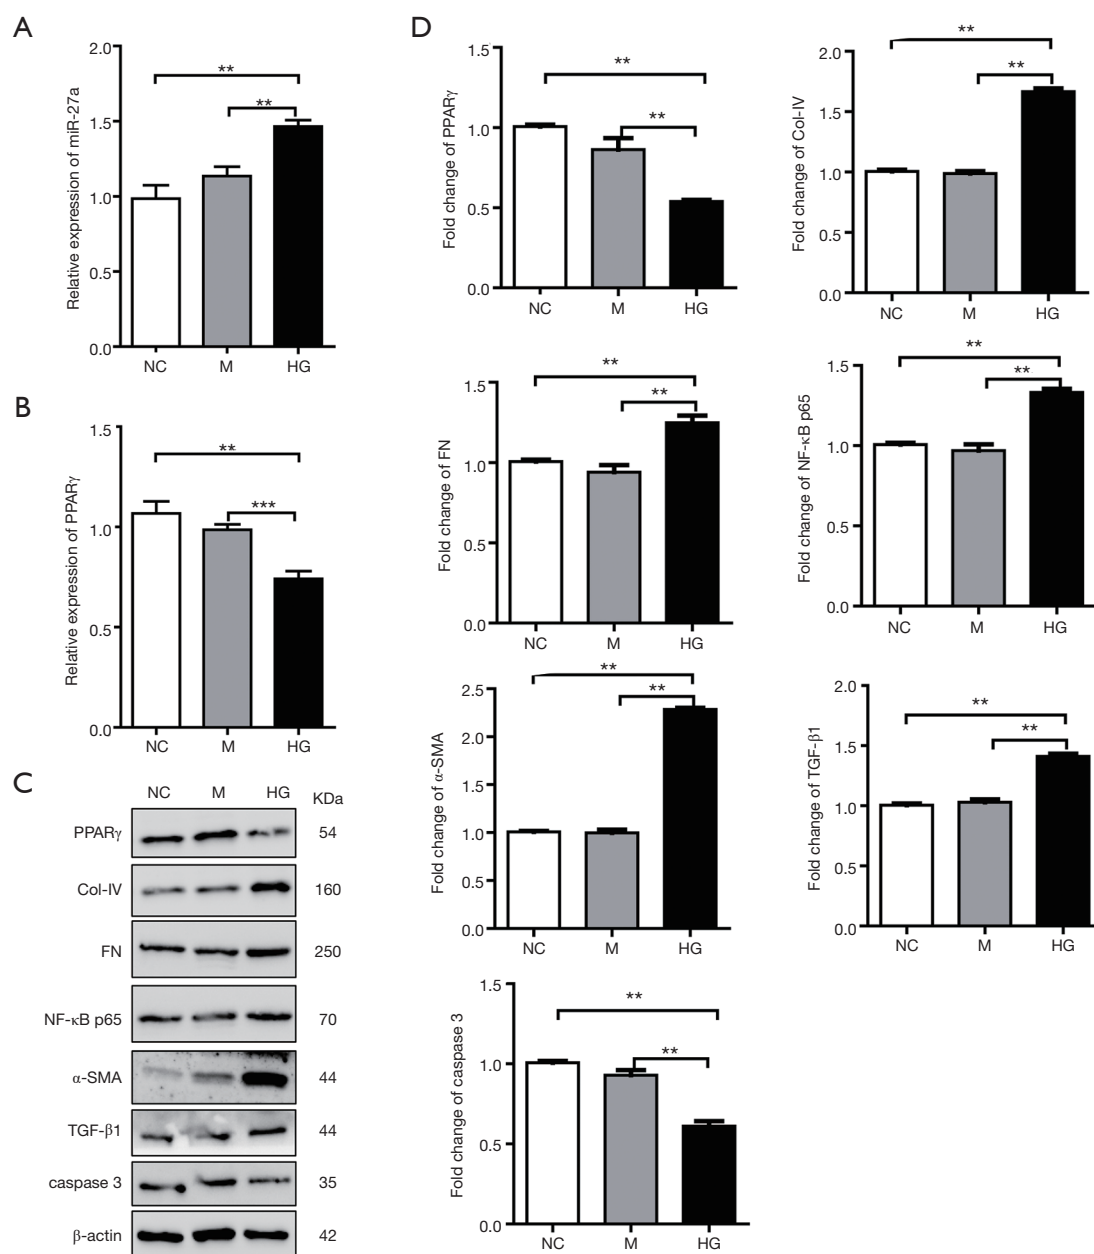 A
Relative expression of miR-27a
2.0
1.5
1.0
0.5
0.0
**
**
NC M HG
B
Relative expression of PPARγ
1.5
1.0
0.5
0.0
**
***
NC M HG
C
NC M HG KDa
PPARγ 54
Col-IV 160
FN 250
NF-κB p65 70
α-SMA 44
TGF-β1 44
caspase 3 35
β-actin 42
D
Fold change of PPARγ
1.5
1.0
0.5
0.0
**
**
NC M HG
Fold change of Col-IV
2.0
1.5
1.0
0.5
0.0
**
**
NC M HG
Fold change of FN
1.5
1.0
0.5
0.0
**
**
NC M HG
Fold change of NF-κB p65
1.5
1.0
0.5
0.0
**
**
NC M HG
Fold change of α-SMA
2.5
2.0
1.5
1.0
0.5
0.0
**
**
NC M HG
Fold change of TGF-β1
2.0
1.5
1.0
0.5
0.0
**
**
NC M HG
Fold change of caspase 3
1.5
1.0
0.5
0.0
**
**
NC M HG